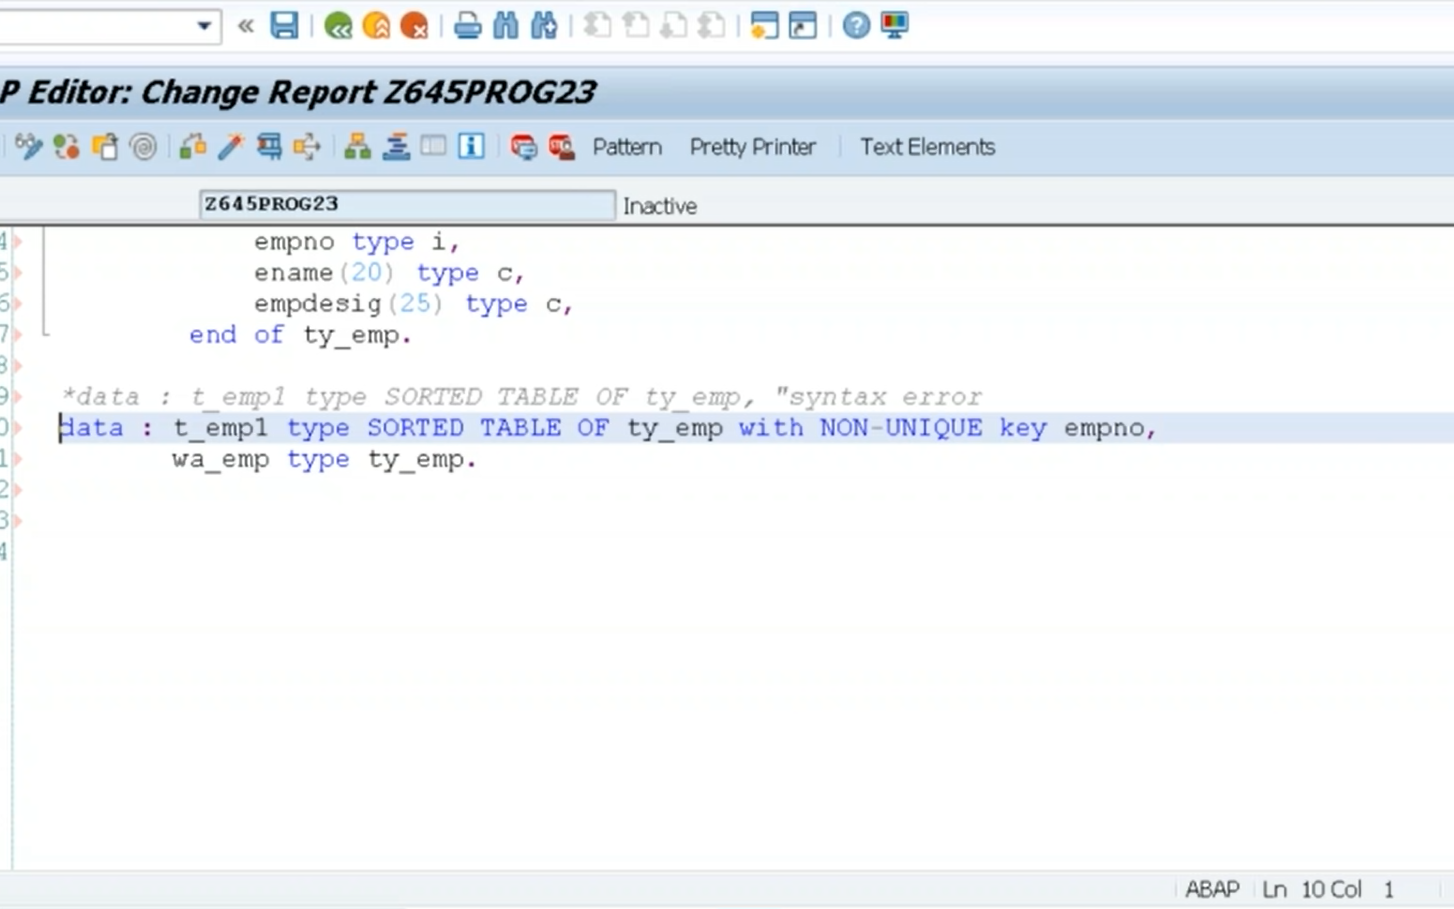 «
P Editor: Change Report Z645PROG23
Pattern Pretty Printer Text Elements
Z645PROG23 Inactive
4 empno type i,
5 ename(20) type c,
6 empdesig(25) type c,
7 end of ty_emp.
8
9 *data : t_emp1 type SORTED TABLE OF ty_emp, "syntax error
0 data : t_emp1 type SORTED TABLE OF ty_emp with NON-UNIQUE key empno,
1 wa_emp type ty_emp.
2
3
4
ABAP Ln 10 Col 1